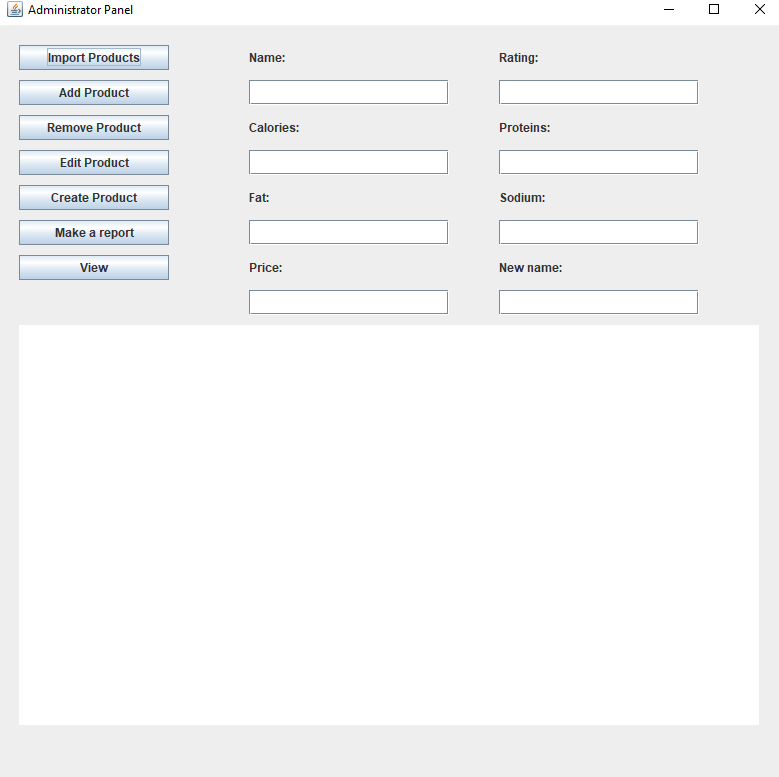 Administrator Panel
Import Products
Add Product
Remove Product
Edit Product
Create Product
Make a report
View
Name:
Rating:
Calories:
Proteins:
Fat:
Sodium:
Price:
New name: